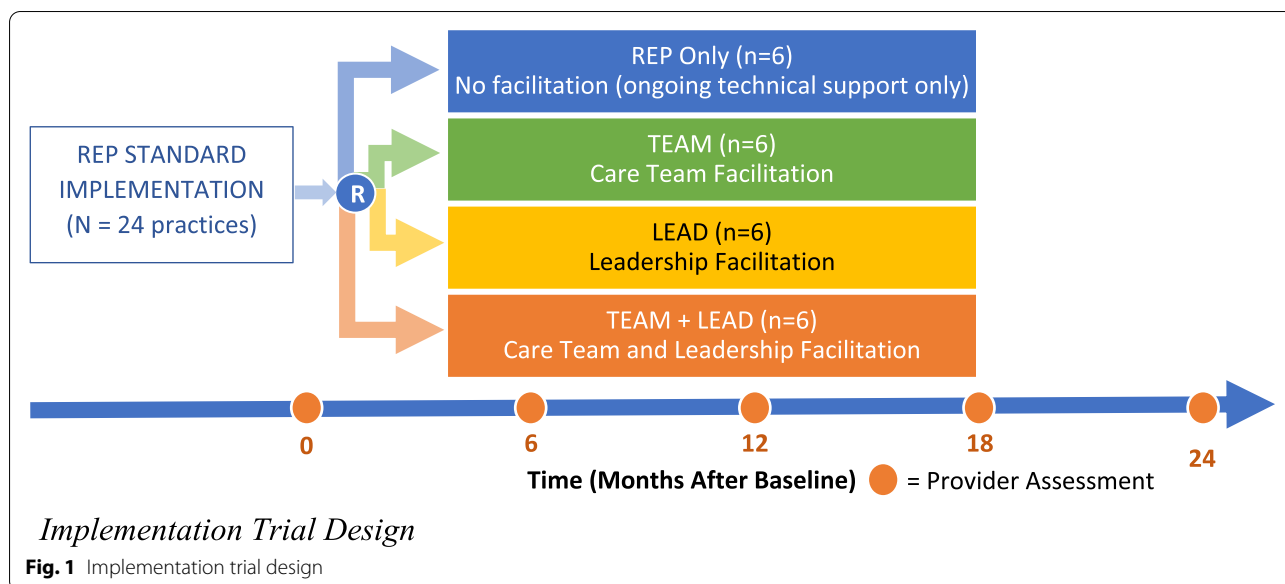 REP STANDARD
IMPLEMENTATION
(N = 24 practices)
R
REP Only (n=6)
No facilitation (ongoing technical support only)
TEAM (n=6)
Care Team Facilitation
LEAD (n=6)
Leadership Facilitation
TEAM + LEAD (n=6)
Care Team and Leadership Facilitation
0 6 12 18 24
Time (Months After Baseline) = Provider Assessment
Implementation Trial Design
Fig. 1 Implementation trial design